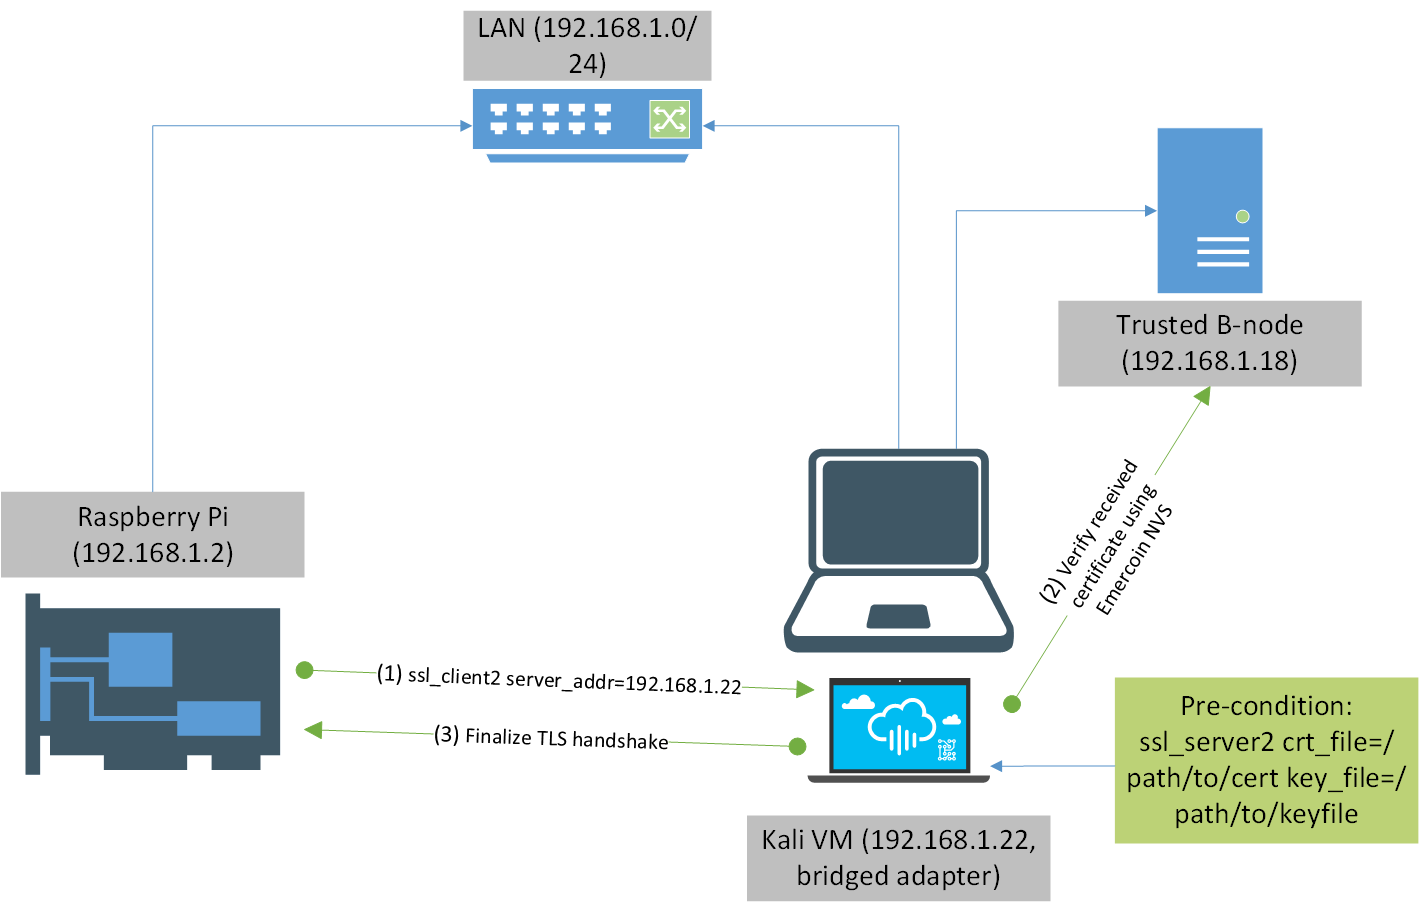 LAN (192.168.1.0/
24)
Trusted B-node
(192.168.1.18)
Raspberry Pi
(192.168.1.2)
(2) Verify received
certificate using
Emercoin NVS
(1) ssl_client2 server_addr=192.168.1.22
(3) Finalize TLS handshake
Pre-condition:
ssl_server2 crt_file=/
path/to/cert key_file=/
path/to/keyfile
Kali VM (192.168.1.22,
bridged adapter)